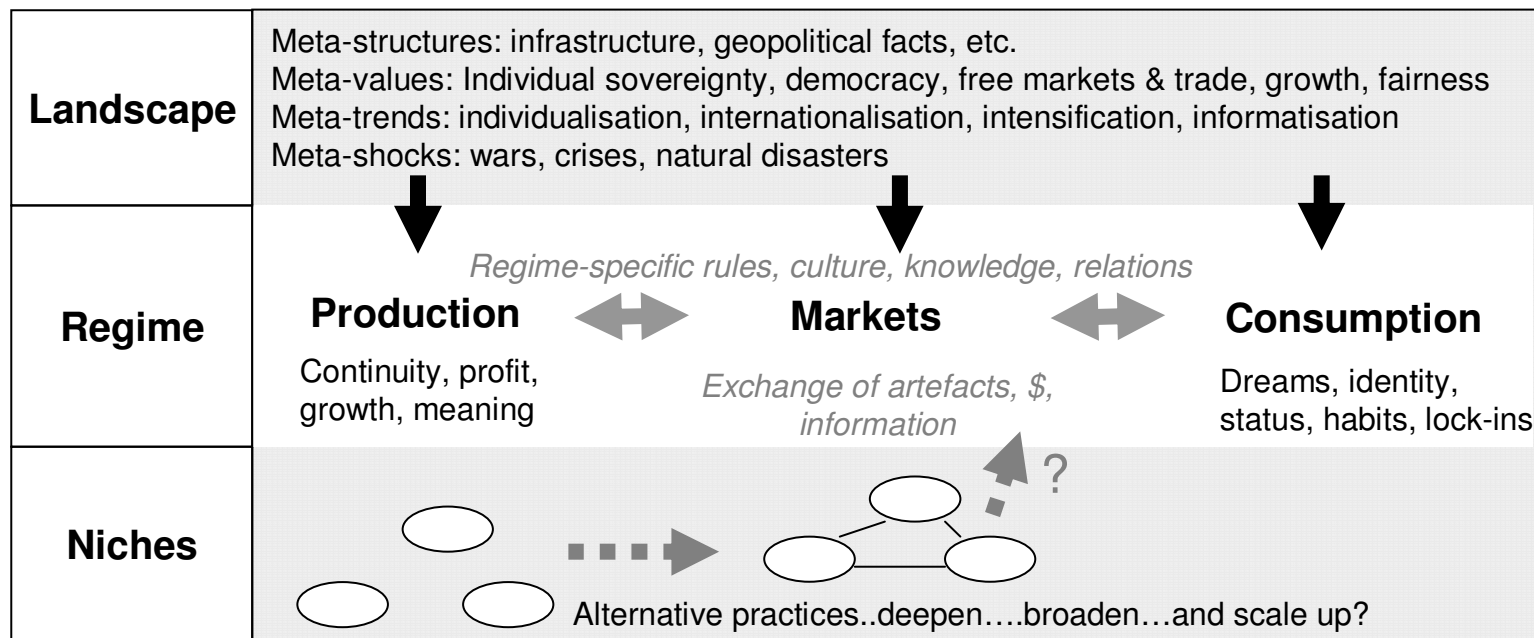 Landscape
Meta-structures: infrastructure, geopolitical facts, etc.
Meta-values: Individual sovereignty, democracy, free markets & trade, growth, fairness
Meta-trends: individualisation, internationalisation, intensification, informatisation
Meta-shocks: wars, crises, natural disasters
Regime
Regime-specific rules, culture, knowledge, relations
Production
Markets
Consumption
Continuity, profit,
growth, meaning
Exchange of artefacts, $,
information
Dreams, identity,
status, habits, lock-ins
Niches
?
Alternative practices..deepen….broaden…and scale up?